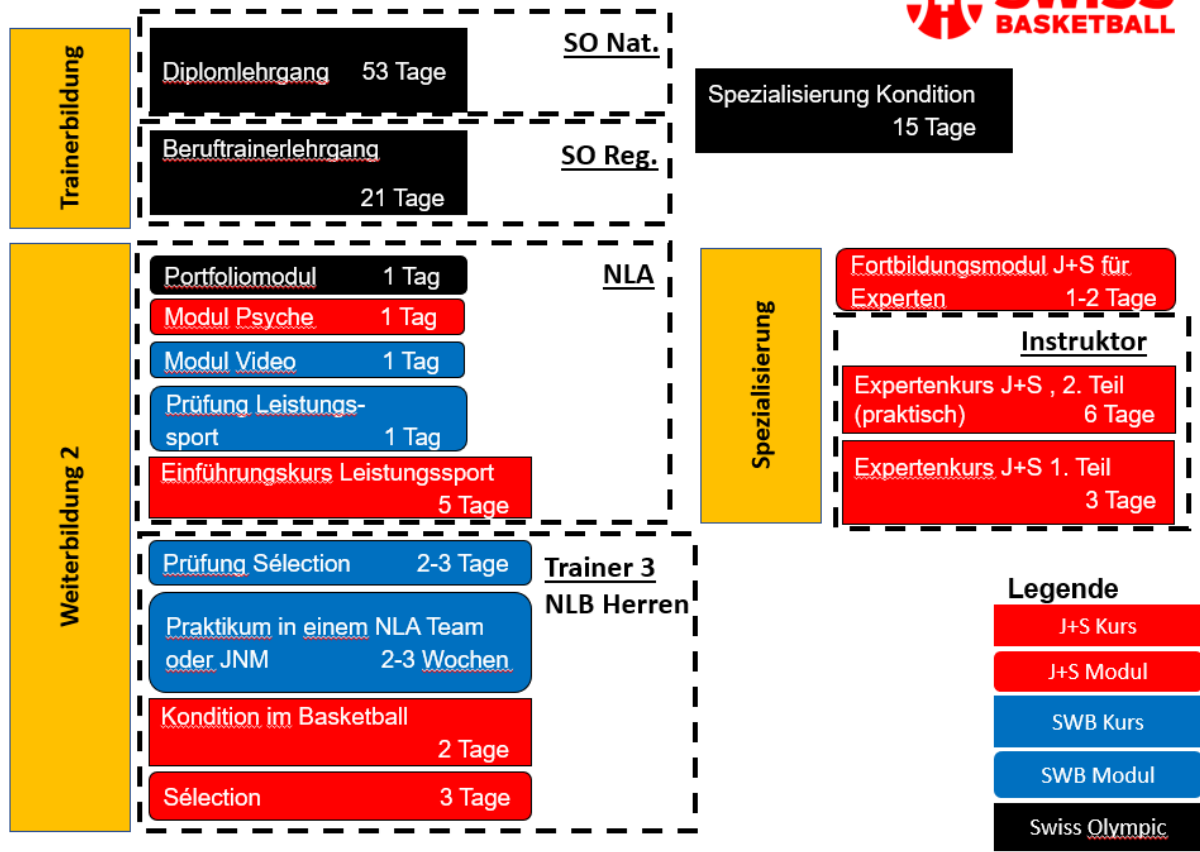 SWISS
BASKETBALL
Trainerbildung
SO Nat.
Diplomlehrgang 53 Tage
SO Reg.
Beruftrainerlehrgang
21 Tage
Spezialisierung Kondition
15 Tage
Weiterbildung 2
NLA
Portfoliomodul 1 Tag
Modul Psyche 1 Tag
Modul Video 1 Tag
Prüfung Leistungs-
sport 1 Tag
Einführungskurs Leistungssport
5 Tage
Trainer 3
NLB Herren
Prüfung Sélection 2-3 Tage
Praktikum in einem NLA Team
oder JNM 2-3 Wochen
Kondition im Basketball
2 Tage
Sélection 3 Tage
Spezialisierung
Fortbildungsmodul J+S für
Experten 1-2 Tage
Instruktor
Expertenkurs J+S , 2. Teil
(praktisch) 6 Tage
Expertenkurs J+S 1. Teil
3 Tage
Legende
J+S Kurs
J+S Modul
SWB Kurs
SWB Modul
Swiss Olympic